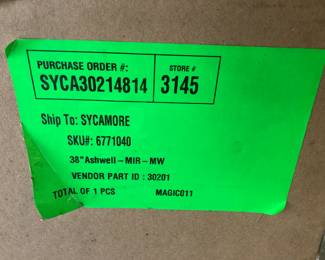 PURCHASE ORDER #: STORE #
SYCA30214814 3145
Ship To: SYCAMORE
SKU#: 6771040
38" Ashwell-MIR-MW
VENDOR PART ID : 30201
TOTAL OF 1 PCS MAGIC011